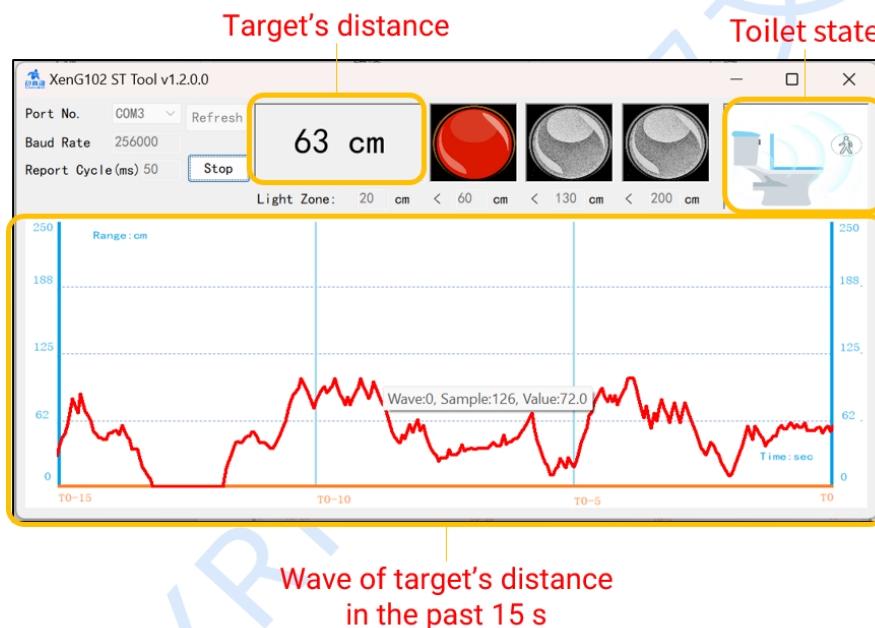 Target's distance
Toilet state
XenG102 ST Tool v1.2.0.0
Port No. COM3 Refresh
Baud Rate 256000
Report Cycle(ms) 50 Stop
63 cm
Light Zone: 20 cm < 60 cm < 130 cm < 200 cm
250 Range:cm 250
188 188
125 125
Wave:0, Sample:126, Value:72.0
62 62
Time:sec
0 0
T0-15 T0-10 T0-5 T0
Wave of target's distance
in the past 15 s